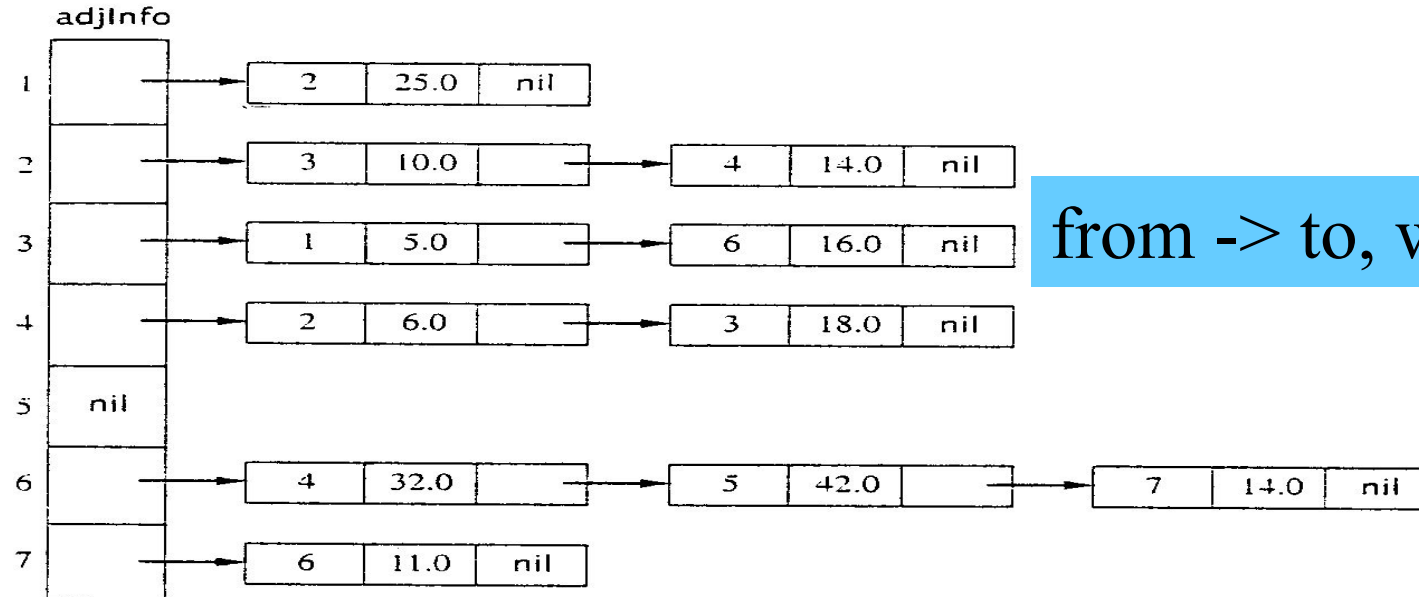 adjInfo
1 2 25.0 nil
2 3 10.0 4 14.0 nil
from -> to,
3 1 5.0 6 16.0 nil
4 2 6.0 3 18.0 nil
5 nil
6 4 32.0 5 42.0 7 14.0 nil
7 6 11.0 nil